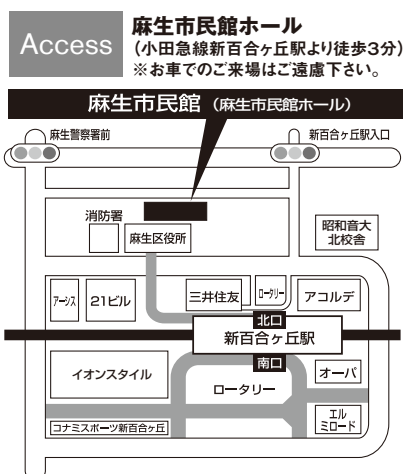 Access
麻生市民館ホール
（小田急線新百合ヶ丘駅より徒歩3分）
※お車でのご来場はご遠慮下さい。
麻生市民館（麻生市民館ホール）
麻生警察署前
新百合ヶ丘駅入口
消防署
麻生区役所
昭和音大
北校舎
アーシス
21ビル
三井住友
ロータリー
アコルデ
北口
新百合ヶ丘駅
南口
イオンスタイル
ロータリー
オーパ
エル
ミロード
コナミスポーツ新百合ヶ丘